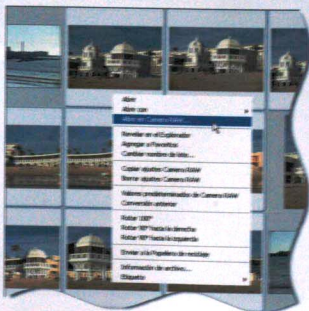 Abrir
Abrir con
Abrir en Camera RAW...
Revelar en el Explorador
Agregar a Favoritos
Cambiar nombre de lote...
Copiar ajustes Camera RAW
Borrar ajustes Camera RAW
Valores predeterminados de Camera RAW
Conversión anterior
Rotar 180°
Rotar 90° hacia la derecha
Rotar 90° hacia la izquierda
Enviar a la Papelera de reciclaje
Información de archivo...
Etiqueta